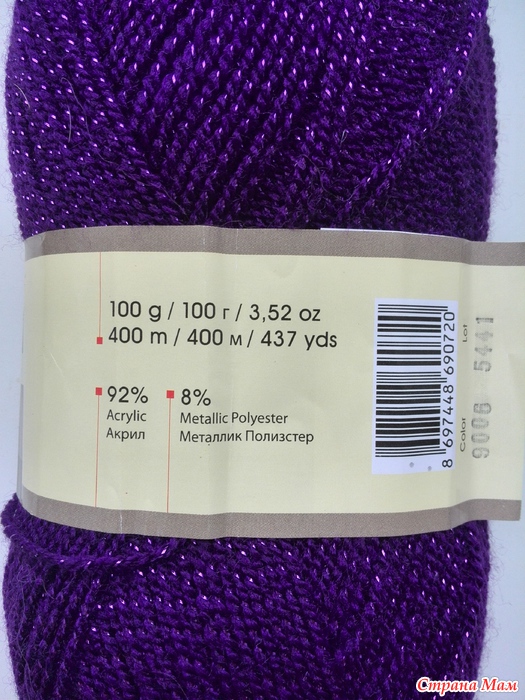 100 g / 100 г / 3,52 oz
400 m / 400 м / 437 yds
92%
Acrylic
Акрил
8%
Metallic Polyester
Металлик Полиэстер
8 697448 690720
Color Lot
9006 5441
Страна Мам